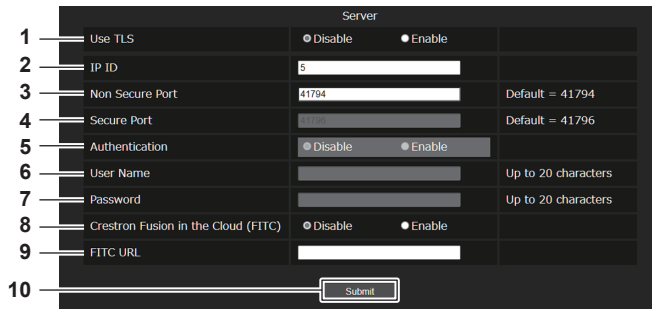 Server
1 Use TLS Disable Enable
2 IP ID 5
3 Non Secure Port 41794 Default = 41794
4 Secure Port 41796 Default = 41796
5 Authentication Disable Enable
6 User Name Up to 20 characters
7 Password Up to 20 characters
8 Crestron Fusion in the Cloud (FITC) Disable Enable
9 FITC URL
10 Submit